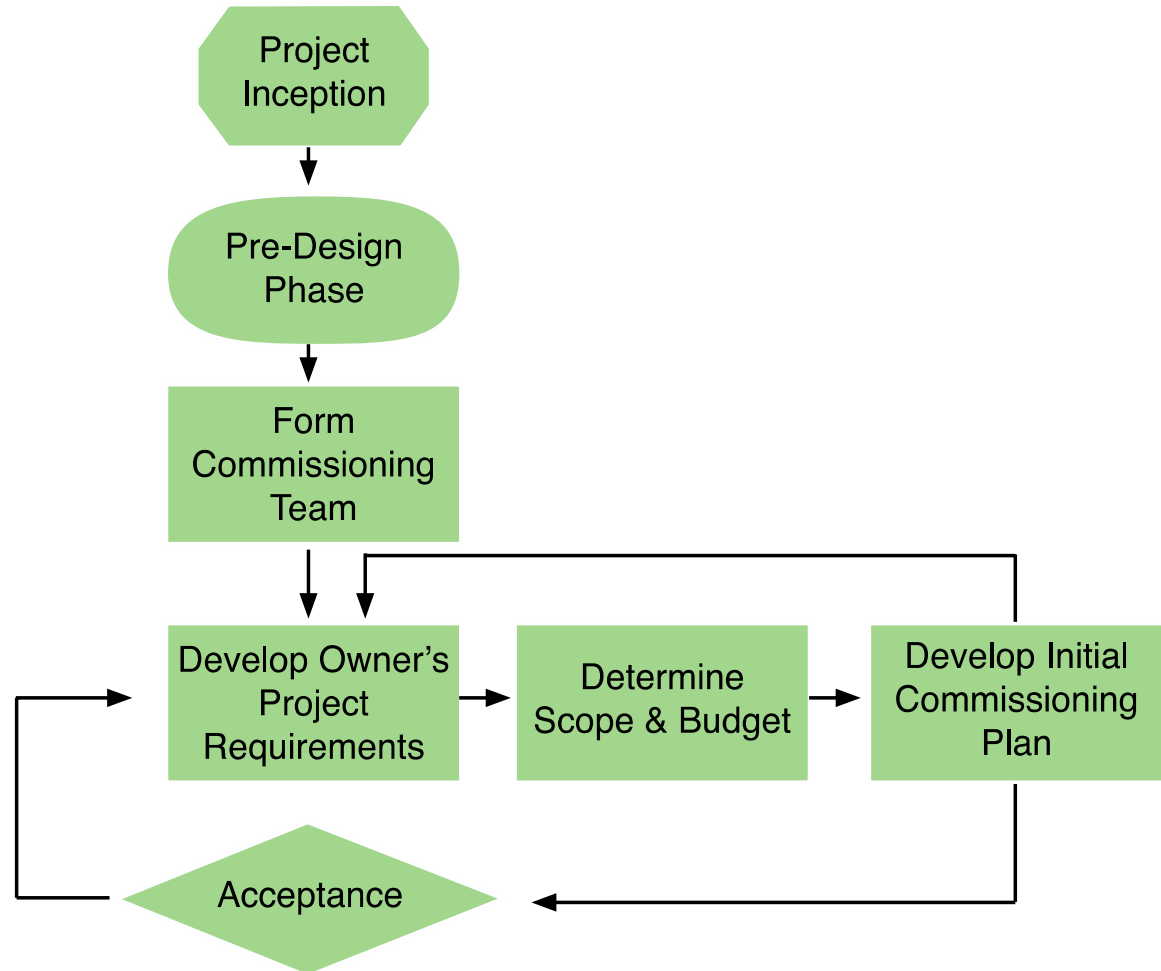 Project
Inception
Pre-Design
Phase
Form
Commissioning
Team
Develop Owner’s
Project
Requirements
Determine
Scope & Budget
Develop Initial
Commissioning
Plan
Acceptance